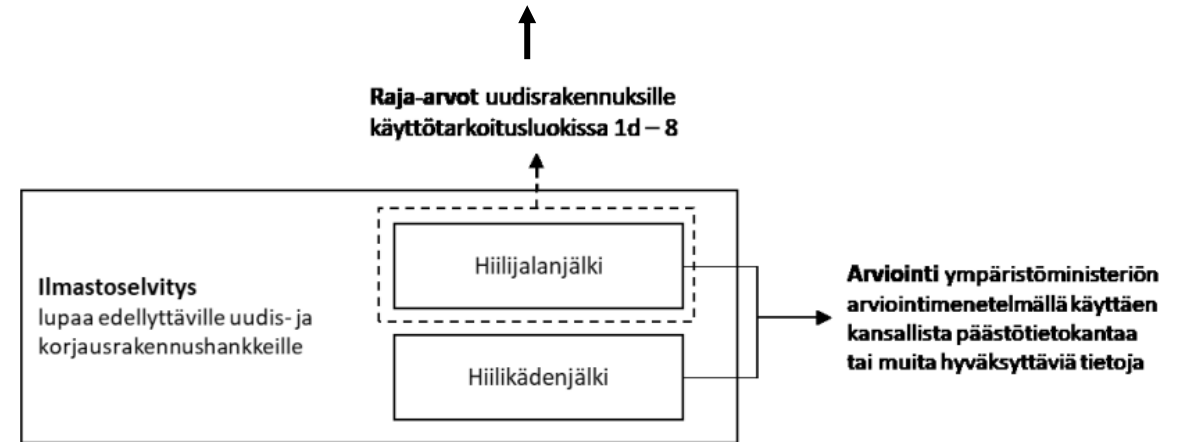 Raja-arvot uudisrakennuksille
käyttötarkoitusluokissa 1d – 8
Ilmastoselvitys
lupaa edellyttäville uudis- ja
korjausrakennushankkeille
Hiilijalanjälki
Hiilikädenjälki
Arviointi ympäristöministeriön
arviointimenetelmällä käyttäen
kansallista päästötietokantaa
tai muita hyväksyttäviä tietoja